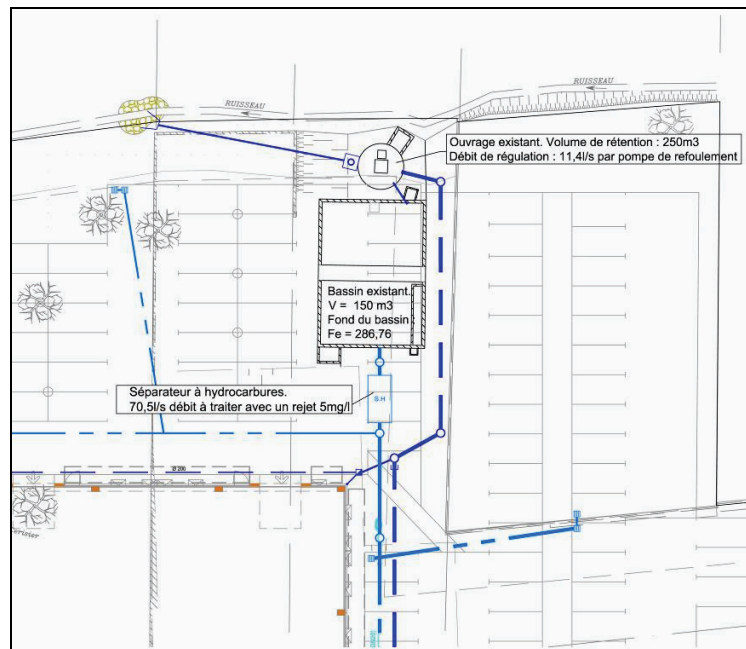 RUISSEAU
RUISSEAU
Ouvrage existant. Volume de rétention : 250m3
Débit de régulation : 11,4l/s par pompe de refoulement
Bassin existant.
V = 150 m3
Fond du bassin
Fe = 286,76
Séparateur à hydrocarbures.
70,5l/s débit à traiter avec un rejet 5mg/l
S.H
Ø 200